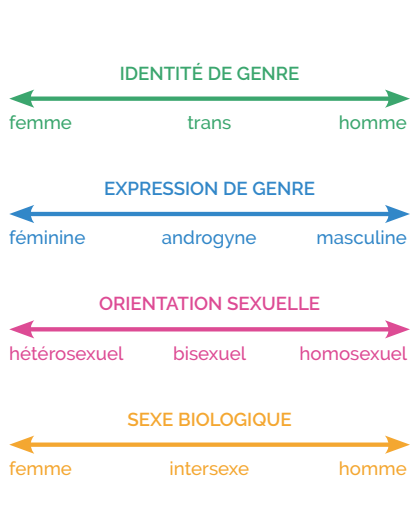 IDENTITÉ DE GENRE
femme trans homme
EXPRESSION DE GENRE
féminine androgyne masculine
ORIENTATION SEXUELLE
hétérosexuel bisexuel homosexuel
SEXE BIOLOGIQUE
femme intersexe homme